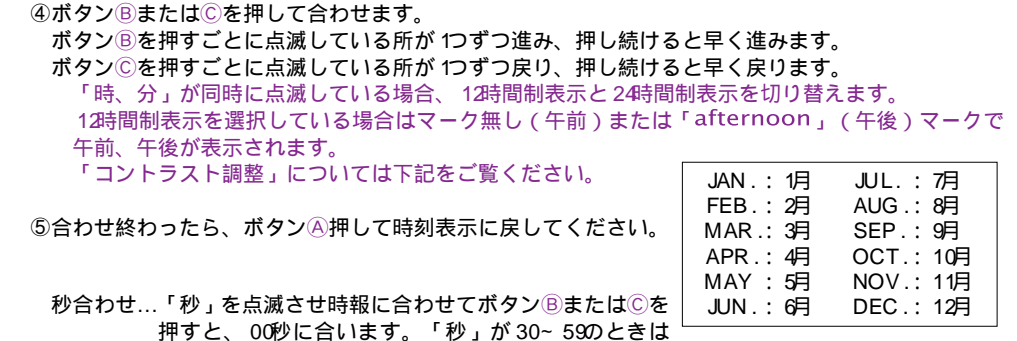 ④ボタンⒷまたはⒸを押して合わせます。
ボタンⒷを押すごとに点滅している所が1つずつ進み、押し続けると早く進みます。
ボタンⒸを押すごとに点滅している所が1つずつ戻り、押し続けると早く戻ります。
「時、分」が同時に点滅している場合、12時間制表示と24時間制表示を切り替えます。
12時間制表示を選択している場合はマーク無し(午前)または「afternoon」(午後)マークで
午前、午後が表示されます。
「コントラスト調整」については下記をご覧ください。
⑤合わせ終わったら、ボタンⒶ押して時刻表示に戻してください。
秒合わせ…「秒」を点滅させ時報に合わせてボタンⒷまたはⒸを
押すと、00秒に合います。「秒」が30~59のときは
JAN.:1月 JUL.:7月
FEB.:2月 AUG.:8月
MAR.:3月 SEP.:9月
APR.:4月 OCT.:10月
MAY :5月 NOV.:11月
JUN.:6月 DEC.:12月